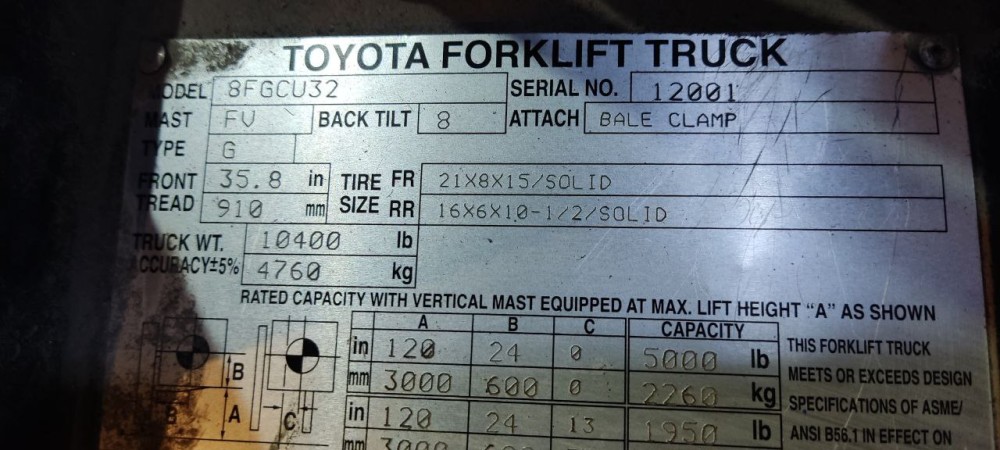 TOYOTA FORKLIFT TRUCK
MODEL 8FGCU32 SERIAL NO. 12001
MAST FV BACK TILT 8 ATTACH BALE CLAMP
TYPE G
FRONT TREAD 35.8 in 910 mm
TIRE SIZE FR 21X8X15/SOLID
RR 16X6X10-1/2/SOLID
TRUCK WT. 10400 lb
ACCURACY±5% 4760 kg
RATED CAPACITY WITH VERTICAL MAST EQUIPPED AT MAX. LIFT HEIGHT "A" AS SHOWN
A B C CAPACITY
in 120 24 0 5000 lb
mm 3000 600 0 2260 kg
in 120 24 13 1950 lb
mm 3000
B
B A C
THIS FORKLIFT TRUCK
MEETS OR EXCEEDS DESIGN
SPECIFICATIONS OF ASME/
ANSI B56.1 IN EFFECT ON